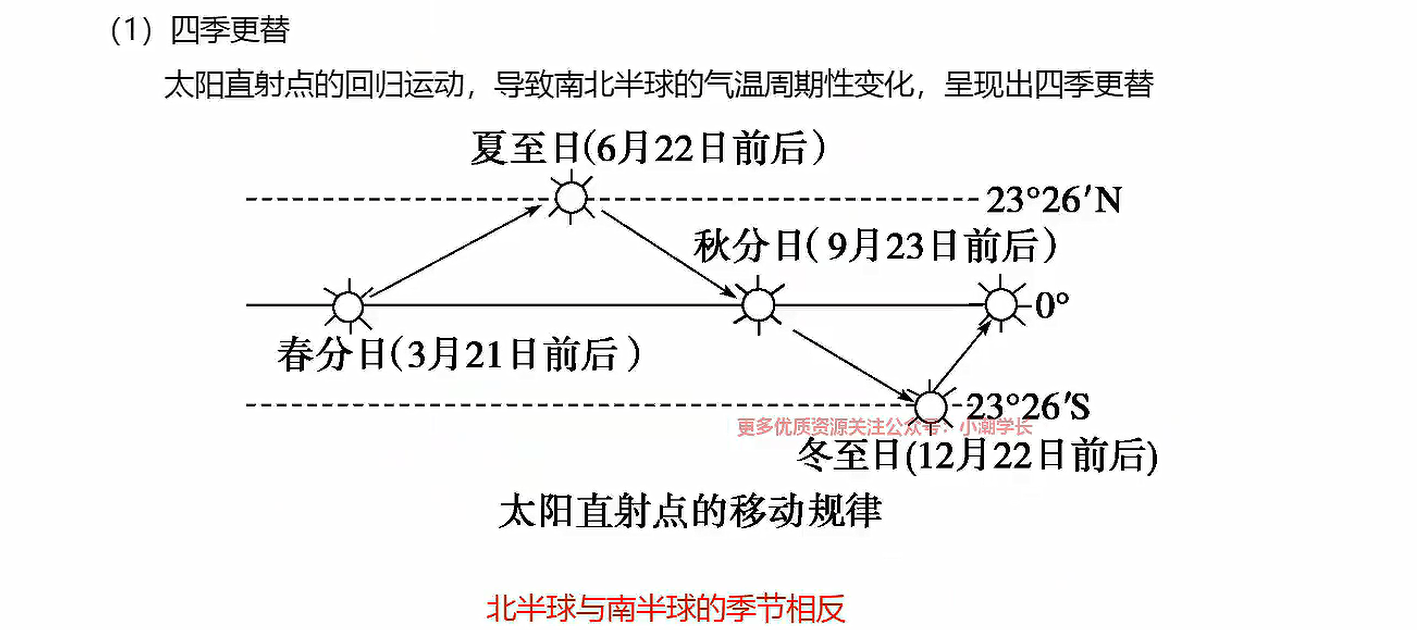 （1）四季更替
太阳直射点的回归运动，导致南北半球的气温周期性变化，呈现出四季更替
夏至日(6月22日前后）
23°26′N
秋分日( 9月23日前后）
0°
春分日(3月21日前后）
23°26′S
更多优质资源关注公众号：小潮学长
冬至日(12月22日前后)
太阳直射点的移动规律
北半球与南半球的季节相反